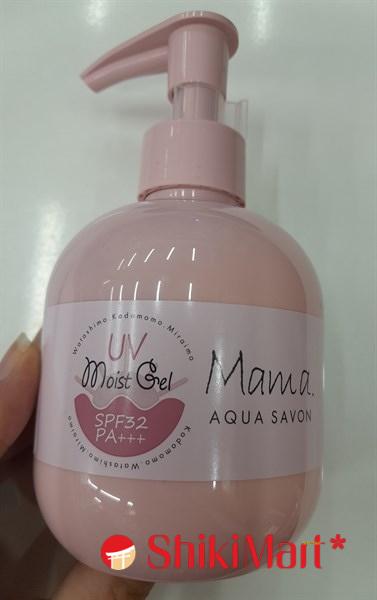 Watashimo.Kodomomo.Miraimo
UV
Moist Gel
SPF32
PA+++
Kodomomo.Watashimo.Miraimo
Mama.
AQUA SAVON
ShikiMart*